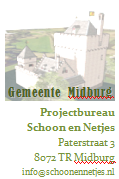 Gemeente Midburg
Projectbureau
Schoon en Netjes
Paterstraat 3
8072 TR Midburg
info@schoonennetjes.nl